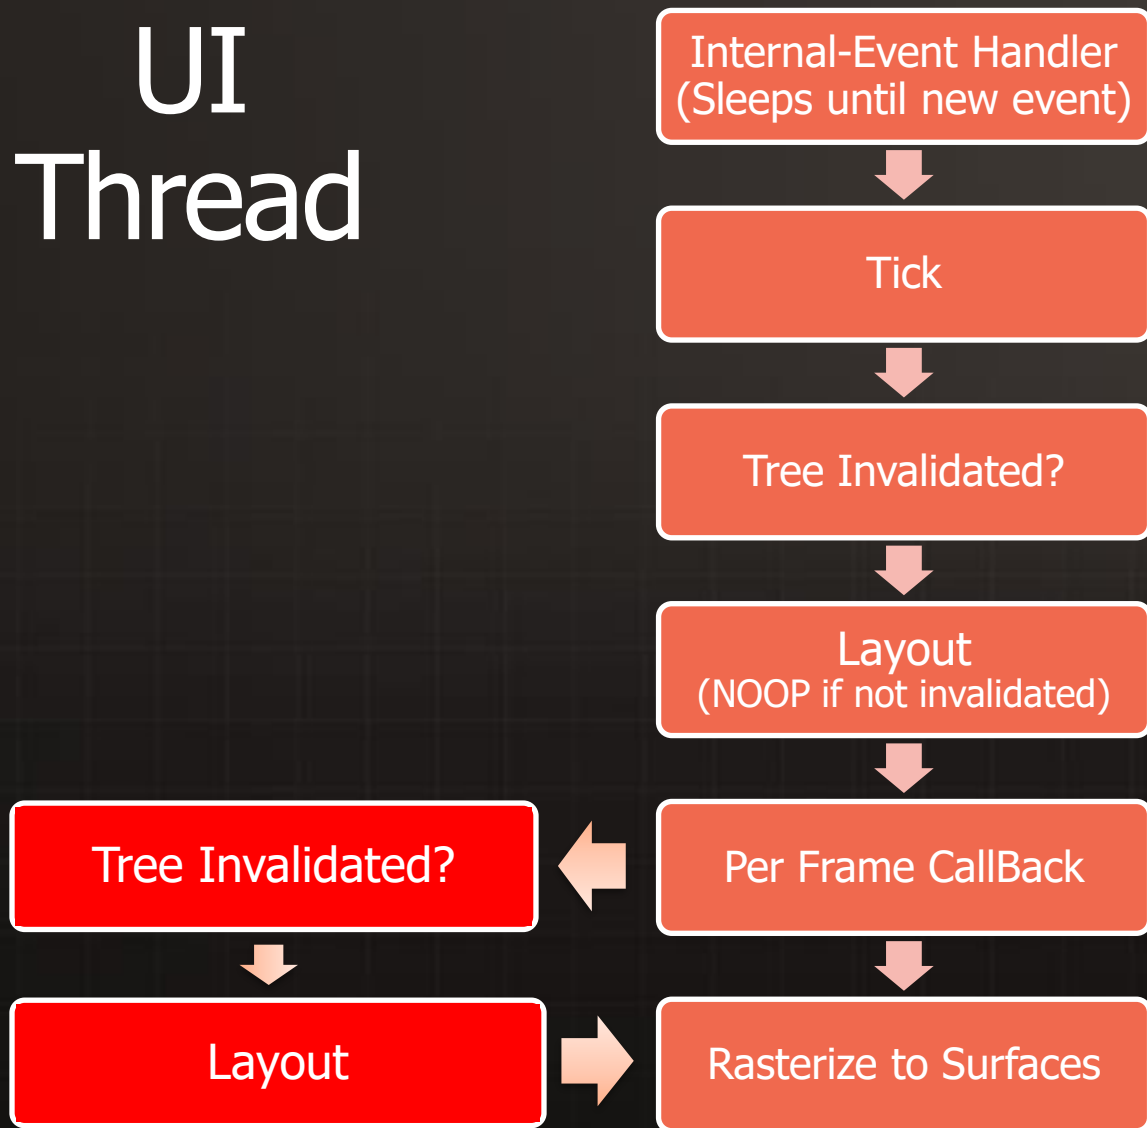 UI
Thread
Internal-Event Handler
(Sleeps until new event)
Tick
Tree Invalidated?
Layout
(NOOP if not invalidated)
Per Frame CallBack
Tree Invalidated?
Layout
Rasterize to Surfaces